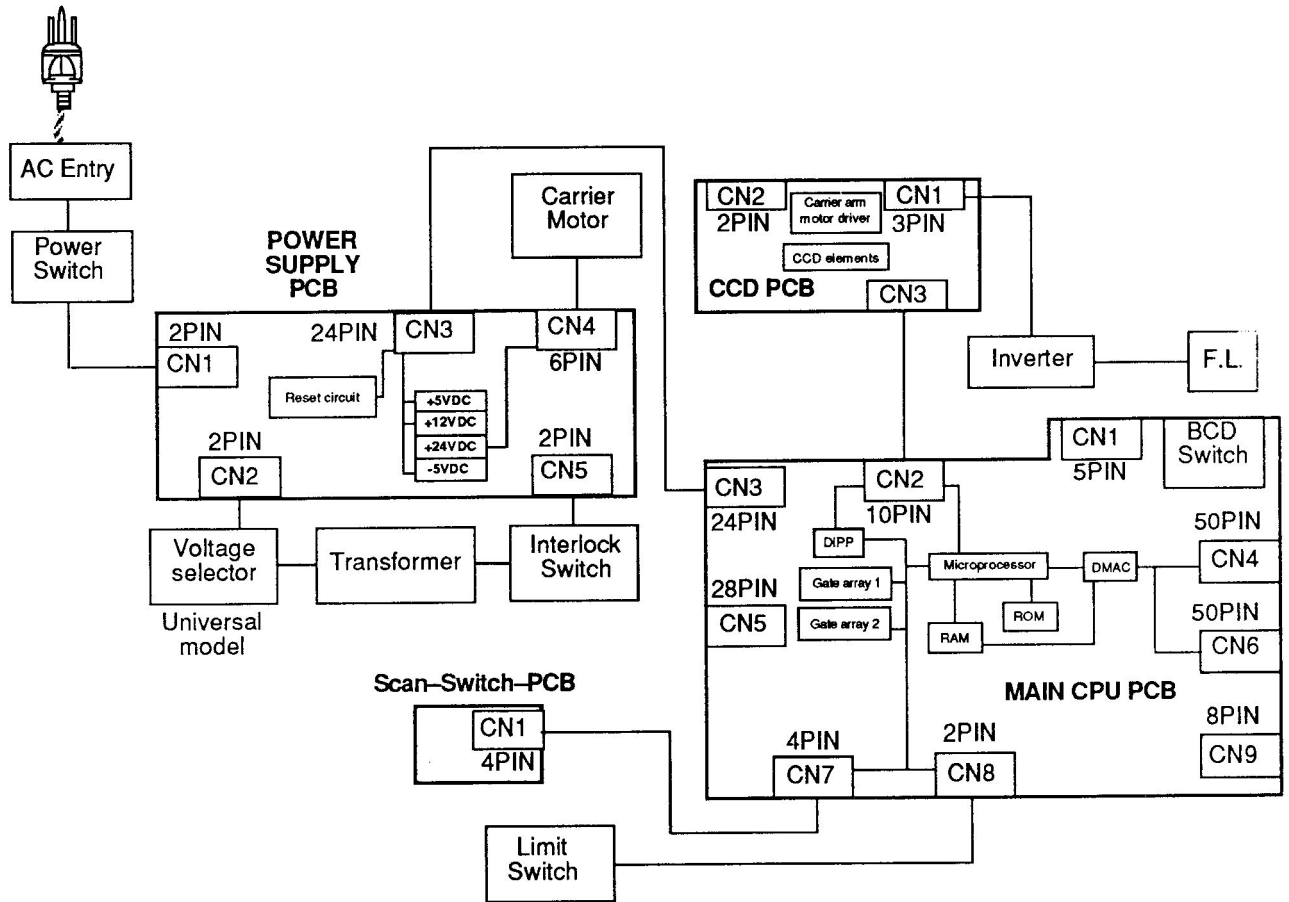 AC Entry
Power
Switch
POWER
SUPPLY
PCB
Carrier
Motor
2PIN
CN1
24PIN
CN3
CN4
6PIN
Reset circuit
+5VDC
+12VDC
+24VDC
-5VDC
2PIN
CN2
2PIN
CN5
Voltage
selector
Universal
model
Transformer
Interlock
Switch
CN2
2PIN
Carrier arm
motor driver
CN1
3PIN
CCD elements
CCD PCB
CN3
Inverter
F.L.
CN3
24PIN
CN2
10PIN
CN1
5PIN
BCD
Switch
50PIN
CN4
DIPP
Microprocessor
DMAC
Gate array 1
28PIN
CN5
Gate array 2
RAM
ROM
50PIN
CN6
MAIN CPU PCB
8PIN
CN9
4PIN
CN7
2PIN
CN8
Scan–Switch–PCB
CN1
4PIN
Limit
Switch